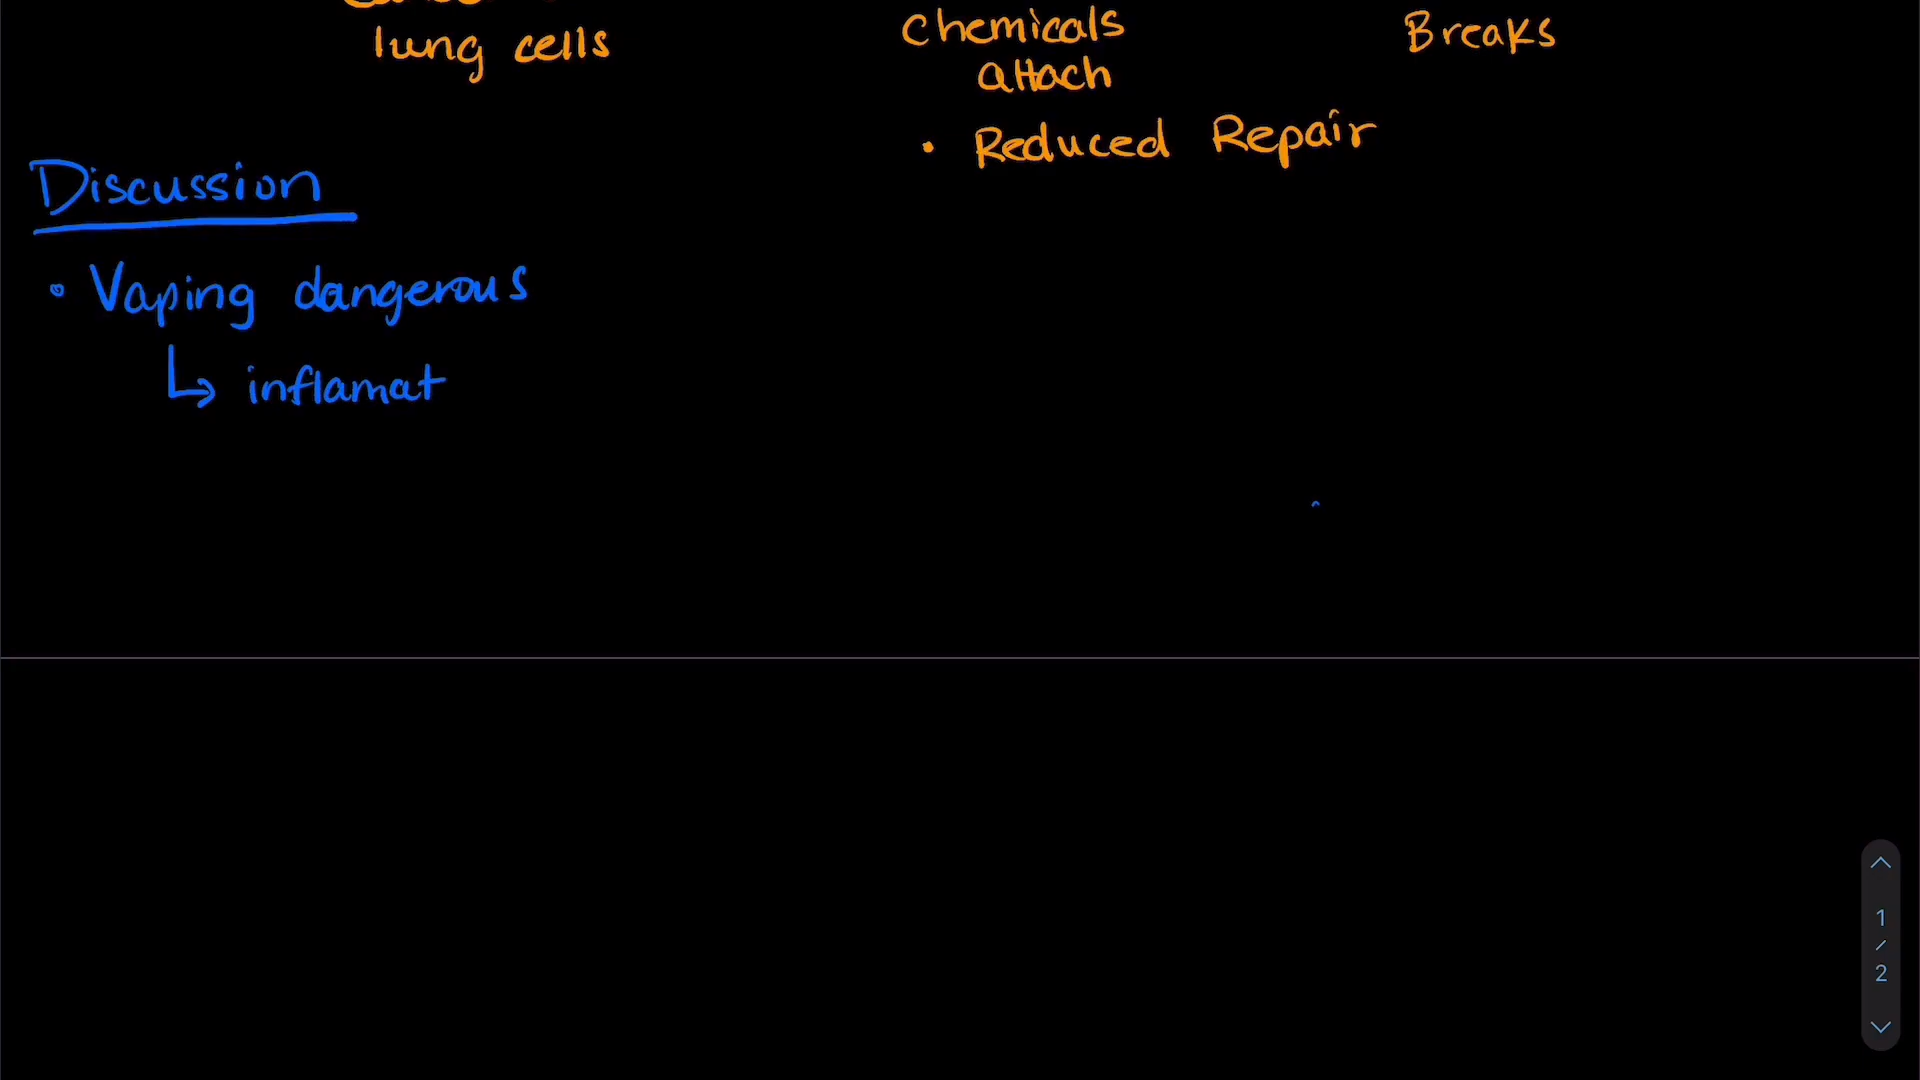 lung cells
Chemicals
attach
Breaks
• Reduced Repair
Discussion
• Vaping dangerous
↳ inflamat
1
/
2